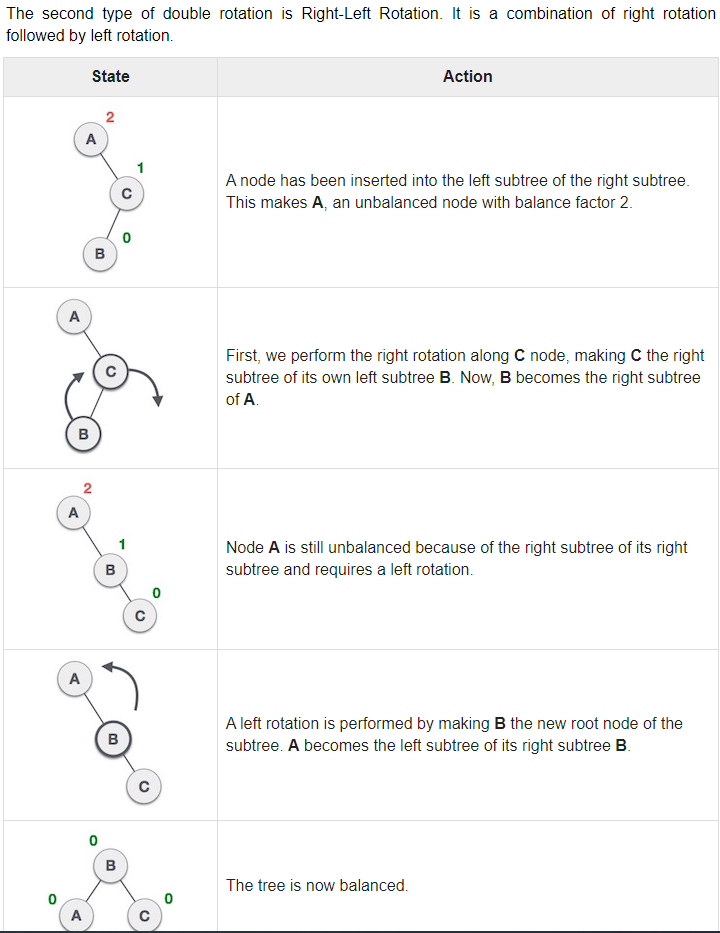 The second type of double rotation is Right-Left Rotation. It is a combination of right rotation
followed by left rotation.
State
Action
2
A
1
C
0
B
A node has been inserted into the left subtree of the right subtree.
This makes A, an unbalanced node with balance factor 2.
A
C
B
First, we perform the right rotation along C node, making C the right
subtree of its own left subtree B. Now, B becomes the right subtree
of A.
2
A
1
B
0
C
Node A is still unbalanced because of the right subtree of its right
subtree and requires a left rotation.
A
B
C
A left rotation is performed by making B the new root node of the
subtree. A becomes the left subtree of its right subtree B.
0
B
0
0
A
C
The tree is now balanced.